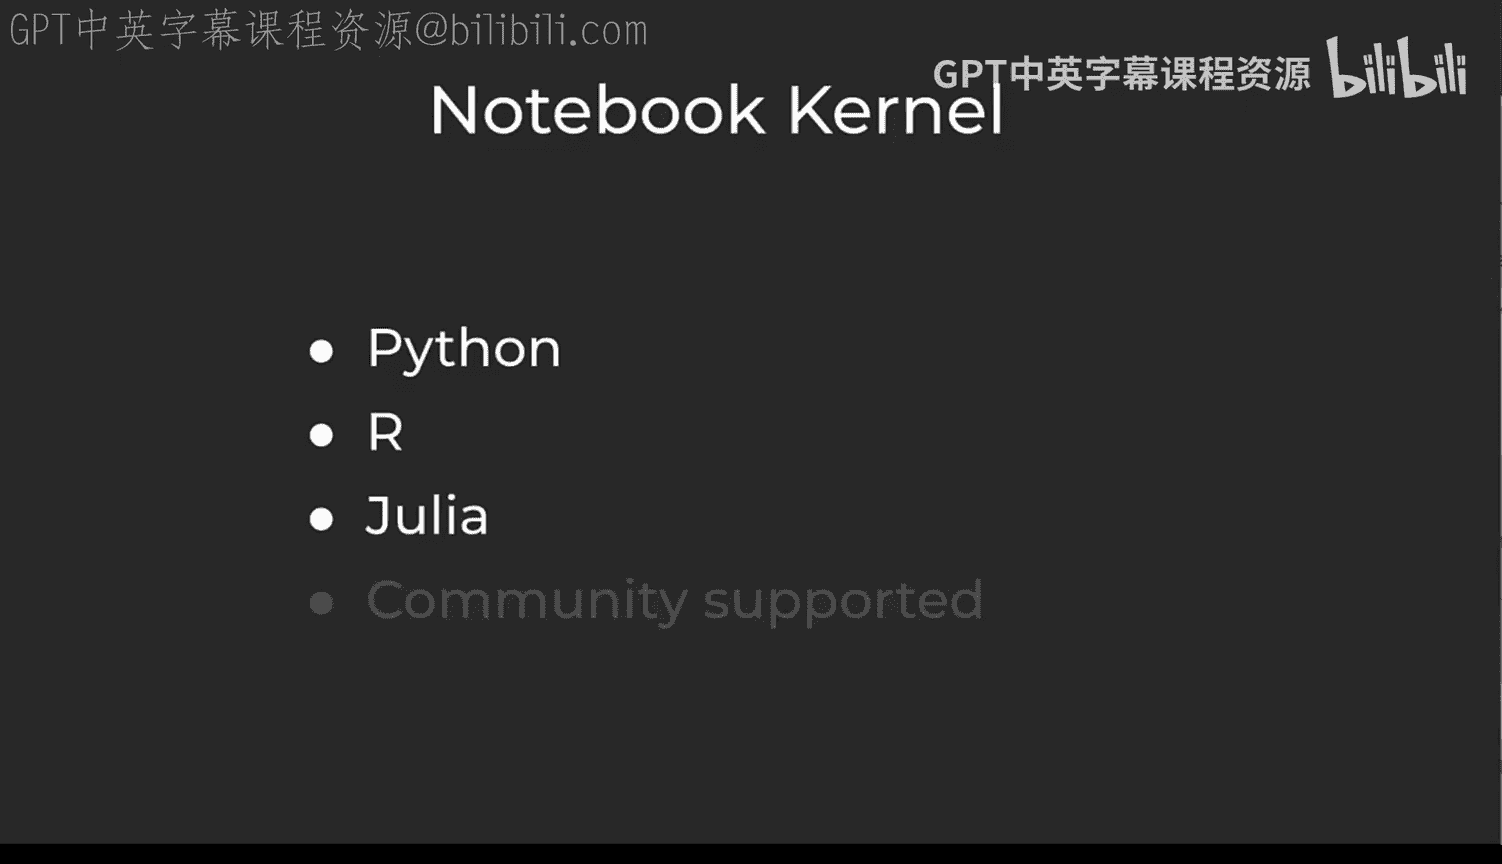 GPT中英字幕课程资源@bilibili.com
GPT中英字幕课程资源 bilibili
Notebook Kernel
● Python
● R
● Julia
● Community supported